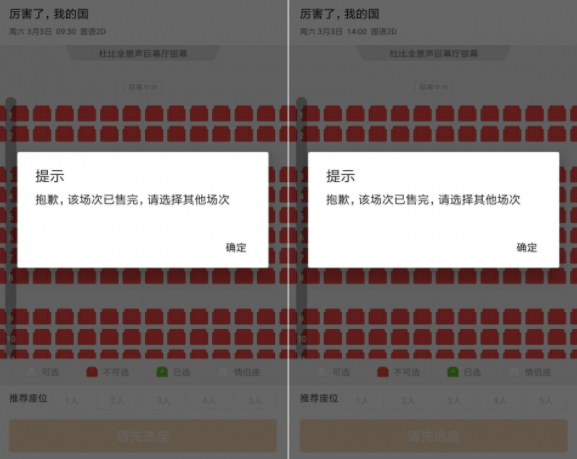 厉害了，我的国
周六 3月3日 09:30 国语2D
杜比全景声巨幕厅银幕
银幕中央
1
2
提示
抱歉，该场次已售完，请选择其他场次
确定
9
10
可选
不可选
已选
情侣座
推荐座位
1人
2人
3人
4人
5人
请先选座
厉害了，我的国
周六 3月3日 14:00 国语2D
杜比全景声巨幕厅银幕
银幕中央
1
2
提示
抱歉，该场次已售完，请选择其他场次
确定
9
10
可选
不可选
已选
情侣座
推荐座位
1人
2人
3人
4人
5人
请先选座